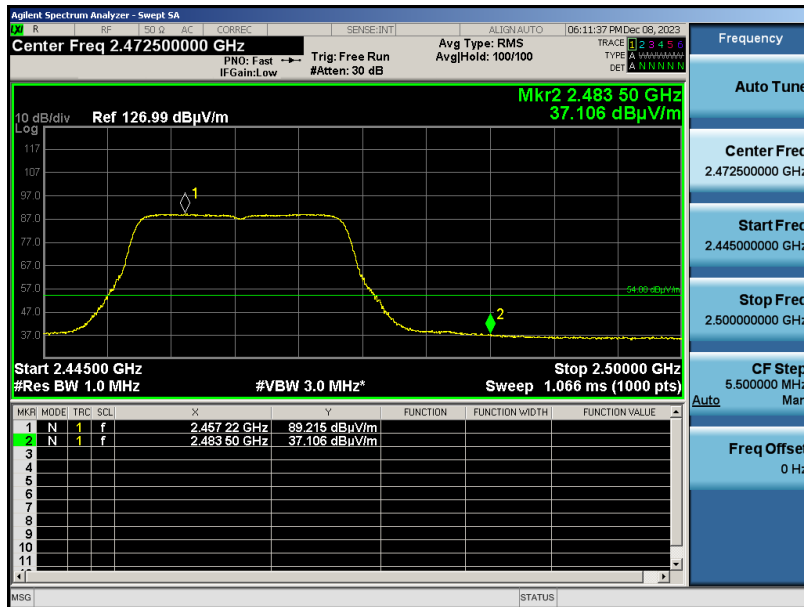 Agilent Spectrum Analyzer - Swept SA
LXI R RF 50 Ω AC CORREC SENSE:INT ALIGN AUTO 06:11:37 PM Dec 08, 2023
Center Freq 2.472500000 GHz
PNO: Fast
IFGain:Low
Trig: Free Run
#Atten: 30 dB
Avg Type: RMS
Avg|Hold: 100/100
TRACE 1 2 3 4 5 6
TYPE A
DET A N N N N N
Mkr2 2.483 50 GHz
37.106 dBµV/m
10 dB/div Ref 126.99 dBµV/m
Log
117
107
97.0
87.0
77.0
67.0
57.0
47.0
37.0
1
2
54.00 dBµV/m
Start 2.44500 GHz Stop 2.50000 GHz
#Res BW 1.0 MHz #VBW 3.0 MHz* Sweep 1.066 ms (1000 pts)
MKR MODE TRC SCL X Y FUNCTION FUNCTION WIDTH FUNCTION VALUE
1 N 1 f 2.457 22 GHz 89.215 dBµV/m
2 N 1 f 2.483 50 GHz 37.106 dBµV/m
3
4
5
6
7
8
9
10
11
MSG STATUS
Frequency
Auto Tune
Center Freq
2.472500000 GHz
Start Freq
2.445000000 GHz
Stop Freq
2.500000000 GHz
CF Step
5.500000 MHz
Auto Man
Freq Offset
0 Hz